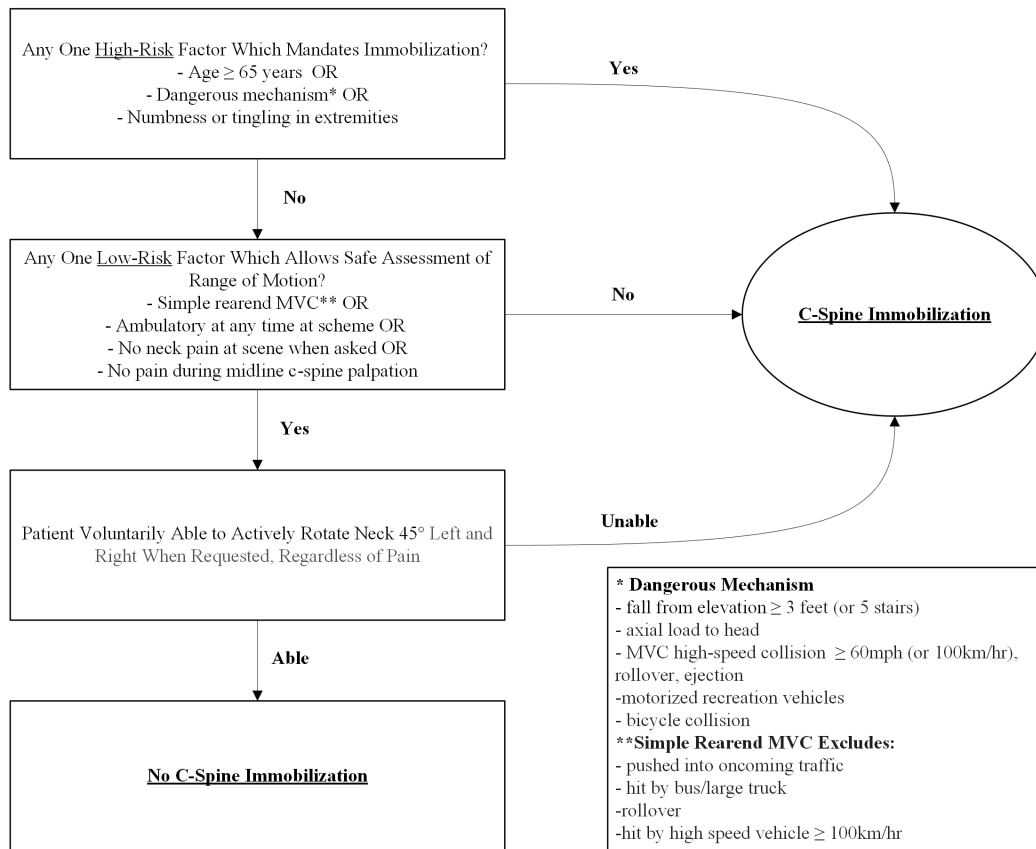 Any One High-Risk Factor Which Mandates Immobilization?
- Age ≥ 65 years  OR
- Dangerous mechanism* OR
- Numbness or tingling in extremities
Yes
No
Any One Low-Risk Factor Which Allows Safe Assessment of
Range of Motion?
- Simple rearend MVC** OR
- Ambulatory at any time at scheme OR
- No neck pain at scene when asked OR
- No pain during midline c-spine palpation
No
C-Spine Immobilization
Yes
Patient Voluntarily Able to Actively Rotate Neck 45° Left and
Right When Requested, Regardless of Pain
Unable
Able
No C-Spine Immobilization
* Dangerous Mechanism
- fall from elevation ≥ 3 feet (or 5 stairs)
- axial load to head
- MVC high-speed collision  ≥ 60mph (or 100km/hr),
rollover, ejection
-motorized recreation vehicles
- bicycle collision
**Simple Rearend MVC Excludes:
- pushed into oncoming traffic
- hit by bus/large truck
-rollover
-hit by high speed vehicle ≥ 100km/hr